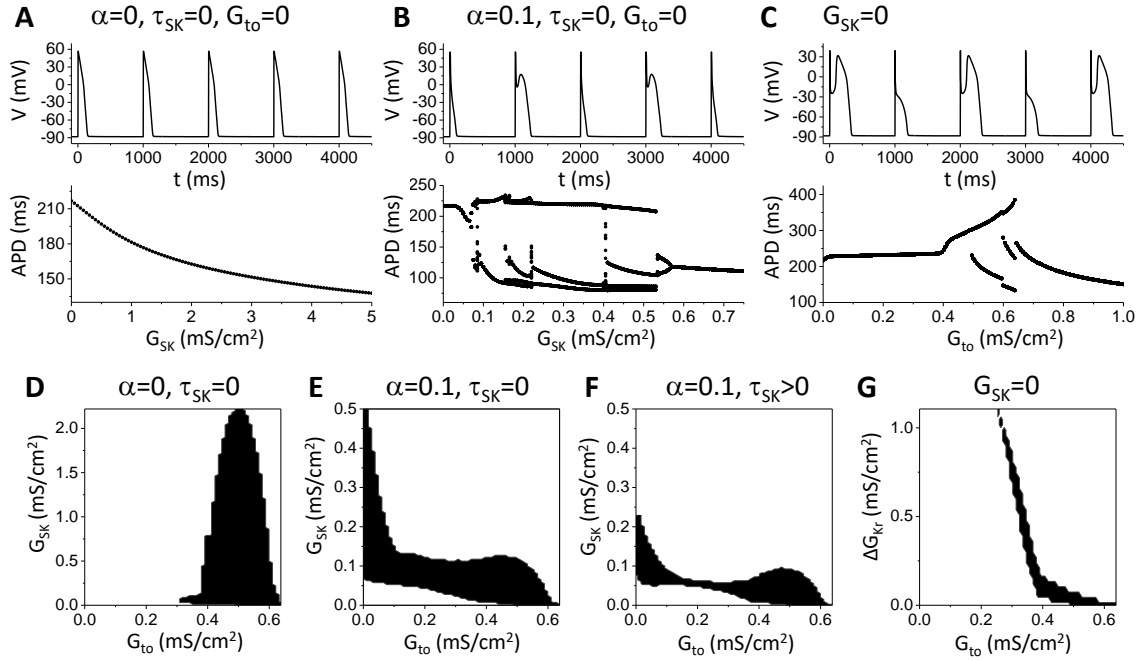 A α=0, τSK=0, Gto=0
B α=0.1, τSK=0, Gto=0
C GSK=0
60
30
0
-30
-60
-90
V (mV)
0 1000 2000 3000 4000
t (ms)
60
30
0
-30
-60
-90
V (mV)
0 1000 2000 3000 4000
t (ms)
60
30
0
-30
-60
-90
V (mV)
0 1000 2000 3000 4000
t (ms)
210
180
150
APD (ms)
0 1 2 3 4 5
GSK (mS/cm²)
250
200
150
100
50
APD (ms)
0.0 0.1 0.2 0.3 0.4 0.5 0.6 0.7
GSK (mS/cm²)
400
300
200
100
APD (ms)
0.0 0.2 0.4 0.6 0.8 1.0
Gto (mS/cm²)
D α=0, τSK=0
E α=0.1, τSK=0
F α=0.1, τSK>0
G GSK=0
2.0
1.5
1.0
0.5
0.0
GSK (mS/cm²)
0.0 0.2 0.4 0.6
Gto (mS/cm²)
0.5
0.4
0.3
0.2
0.1
0.0
GSK (mS/cm²)
0.0 0.2 0.4 0.6
Gto (mS/cm²)
0.5
0.4
0.3
0.2
0.1
0.0
GSK (mS/cm²)
0.0 0.2 0.4 0.6
Gto (mS/cm²)
1.0
0.5
0.0
ΔGKr (mS/cm²)
0.0 0.2 0.4 0.6
Gto (mS/cm²)